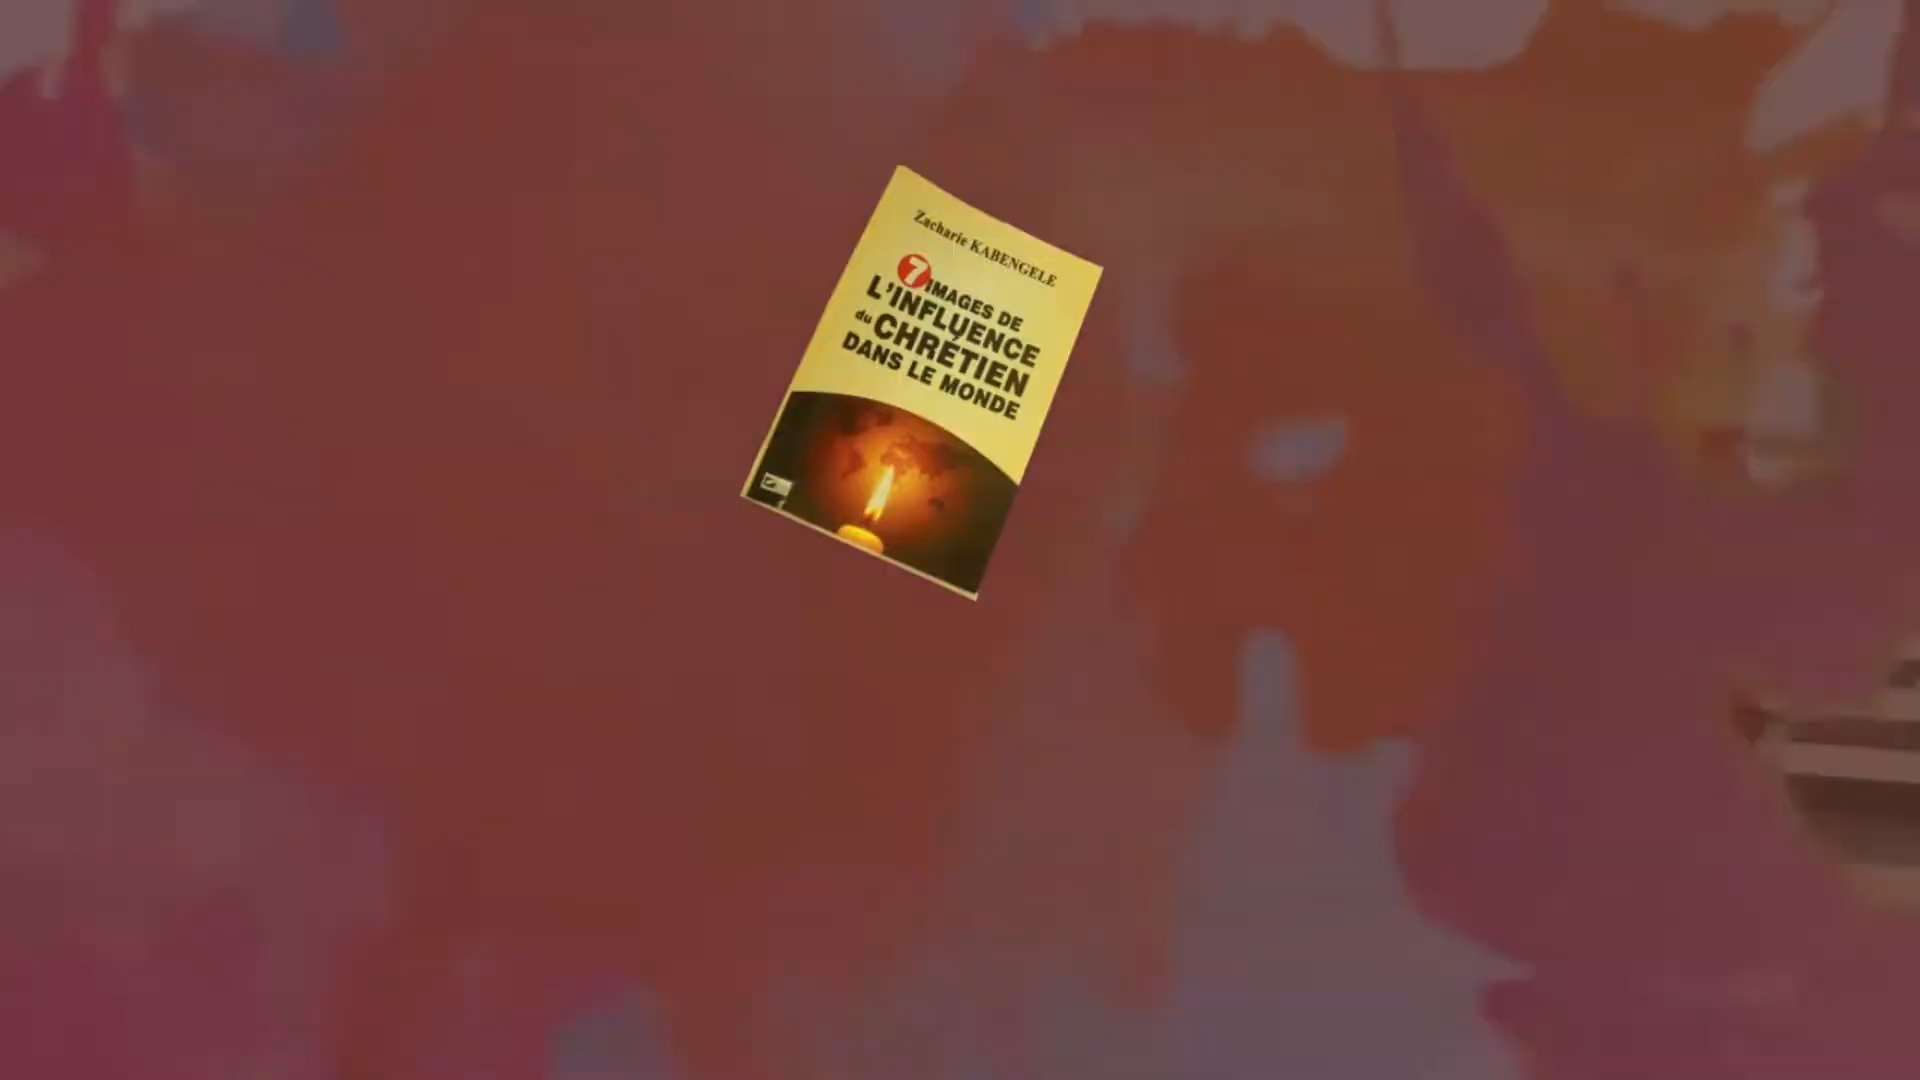 Zacharie KABENGELE
7 IMAGES DE
L'INFLUENCE
du CHRÉTIEN
DANS LE MONDE